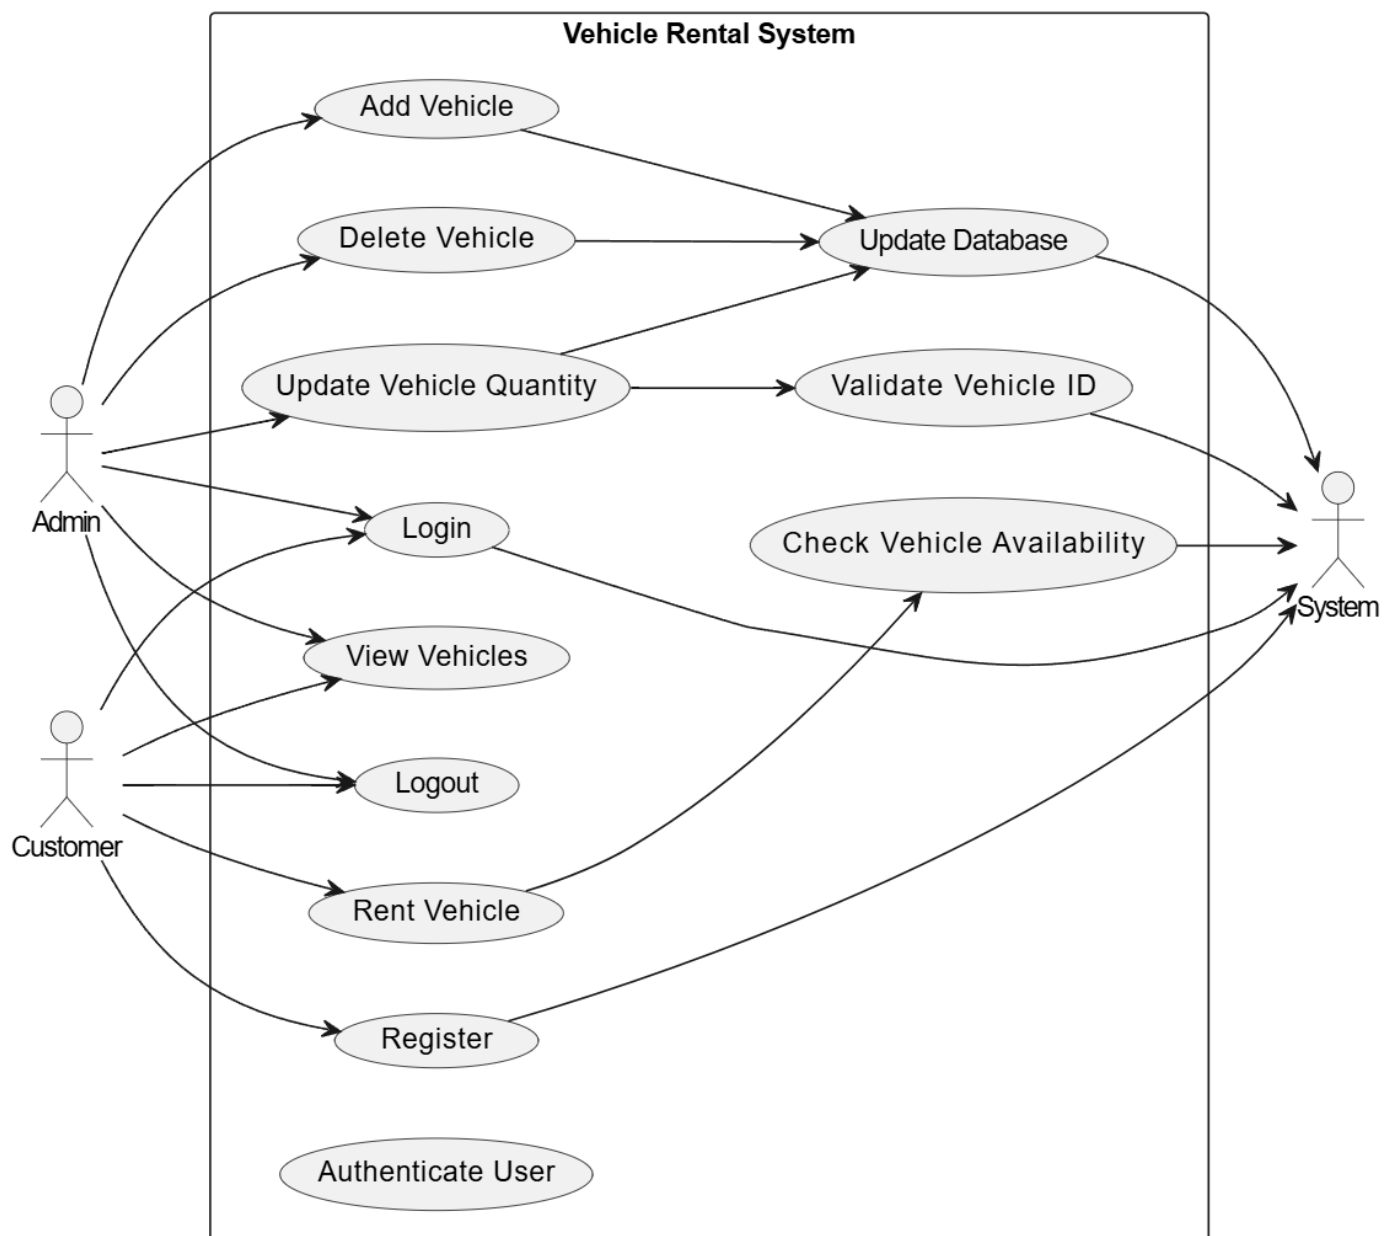 Vehicle Rental System
Add Vehicle
Delete Vehicle
Update Database
Update Vehicle Quantity
Validate Vehicle ID
Admin
Login
Check Vehicle Availability
System
View Vehicles
Logout
Customer
Rent Vehicle
Register
Authenticate User